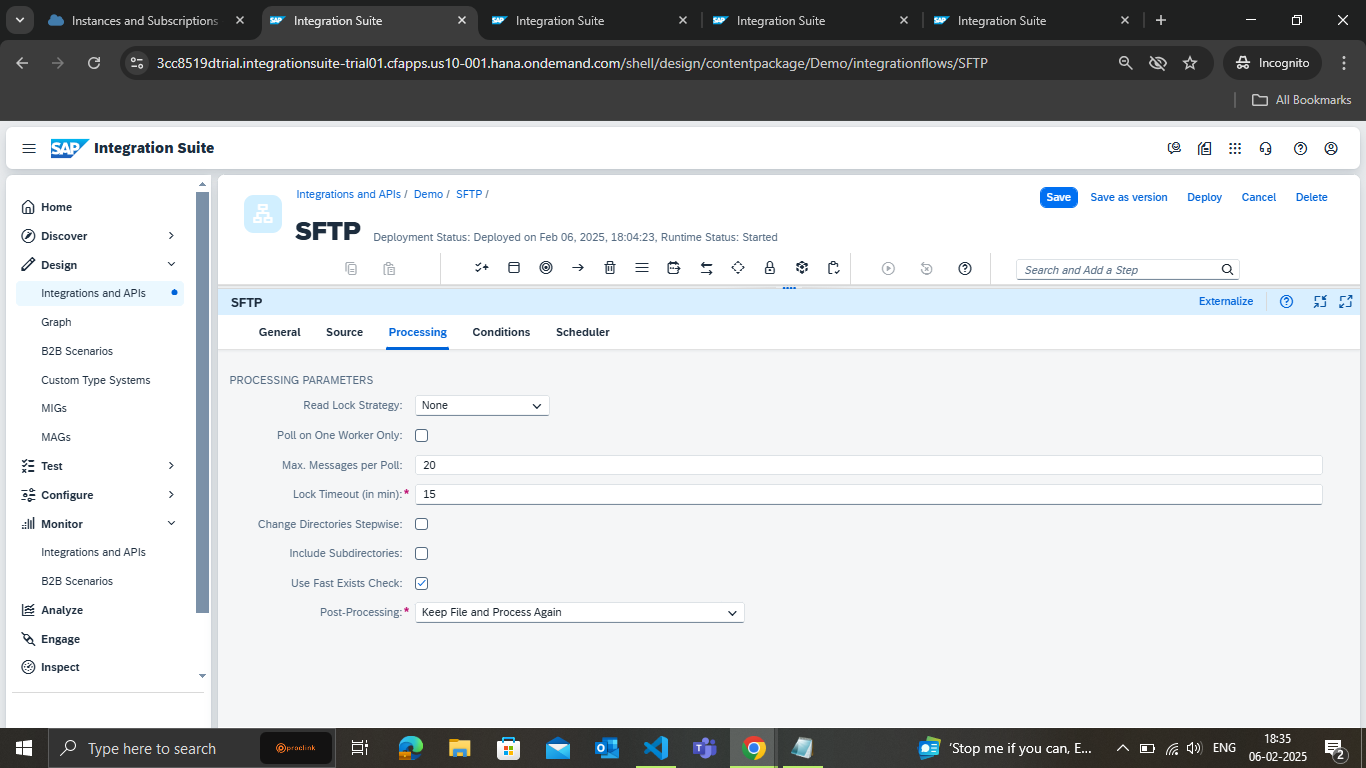 Instances and Subscriptions
Integration Suite
Integration Suite
Integration Suite
Integration Suite
3cc8519dtrial.integrationsuite-trial01.cfapps.us10-001.hana.ondemand.com/shell/design/contentpackage/Demo/integrationflows/SFTP
Incognito
All Bookmarks
SAP Integration Suite
Home
Discover
Design
Integrations and APIs
Graph
B2B Scenarios
Custom Type Systems
MIGs
MAGs
Test
Configure
Monitor
Integrations and APIs
B2B Scenarios
Analyze
Engage
Inspect
Integrations and APIs / Demo / SFTP /
Save Save as version Deploy Cancel Delete
SFTP Deployment Status: Deployed on Feb 06, 2025, 18:04:23, Runtime Status: Started
Search and Add a Step
SFTP
Externalize
General Source Processing Conditions Scheduler
PROCESSING PARAMETERS
Read Lock Strategy: None
Poll on One Worker Only:
Max. Messages per Poll: 20
Lock Timeout (in min):* 15
Change Directories Stepwise:
Include Subdirectories:
Use Fast Exists Check:
Post-Processing:* Keep File and Process Again
Type here to search
proclink
'Stop me if you can, E...
ENG
18:35
06-02-2025
2